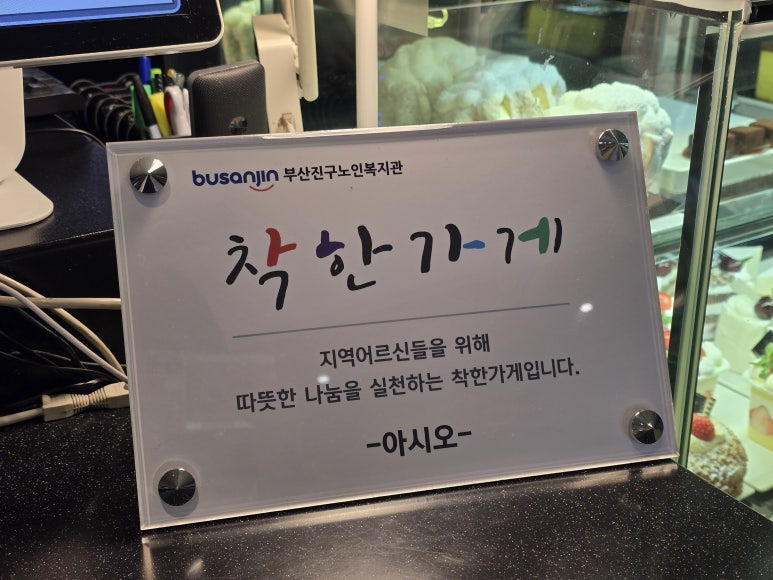 busanjin 부산진구노인복지관
착한가게
지역어르신들을 위해
따뜻한 나눔을 실천하는 착한가게입니다.
-아시오-